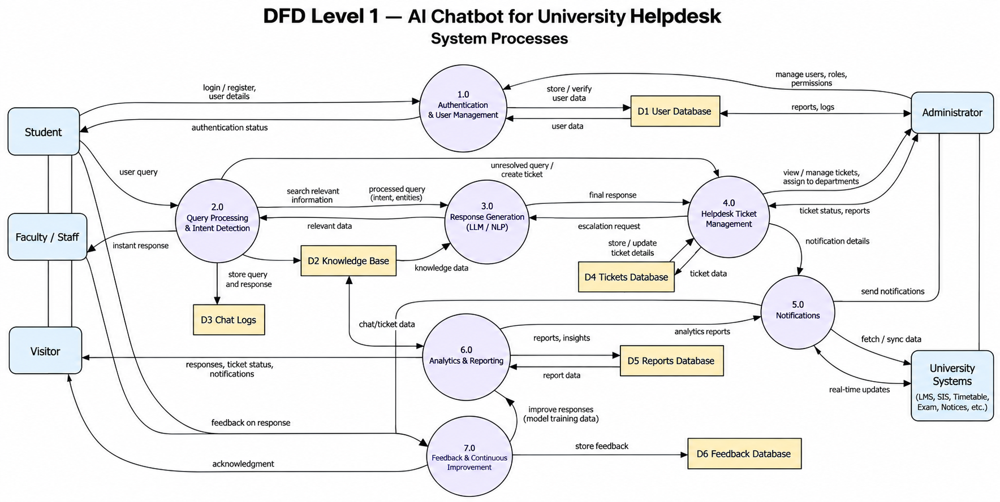 DFD Level 1 — AI Chatbot for University Helpdesk
System Processes
login / register,
user details
authentication status
1.0
Authentication
& User Management
store / verify
user data
user data
D1 User Database
manage users, roles,
permissions
reports, logs
Administrator
Student
user query
unresolved query /
create ticket
2.0
Query Processing
& Intent Detection
search relevant
information
processed query
(intent, entities)
relevant data
3.0
Response Generation
(LLM / NLP)
final response
escalation request
4.0
Helpdesk Ticket
Management
view / manage tickets,
assign to departments
ticket status, reports
notification details
Faculty / Staff
instant response
store query
and response
D2 Knowledge Base
knowledge data
store / update
ticket details
D4 Tickets Database
ticket data
D3 Chat Logs
chat/ticket data
5.0
Notifications
send notifications
analytics reports
fetch / sync data
real-time updates
University
Systems
(LMS, SIS, Timetable,
Exam, Notices, etc.)
Visitor
responses, ticket status,
notifications
6.0
Analytics & Reporting
reports, insights
report data
D5 Reports Database
improve responses
(model training data)
feedback on response
acknowledgment
7.0
Feedback & Continuous
Improvement
store feedback
D6 Feedback Database